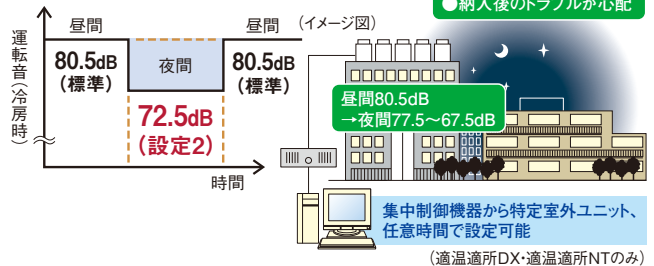 ●納入後のトラブルが心配
昼間
昼間
(イメージ図)
運転音(冷房時)
80.5dB
(標準)
夜間
80.5dB
(標準)
72.5dB
(設定2)
時間
昼間80.5dB
→夜間77.5～67.5dB
集中制御機器から特定室外ユニット、
任意時間で設定可能
(適温適所DX・適温適所NTのみ)